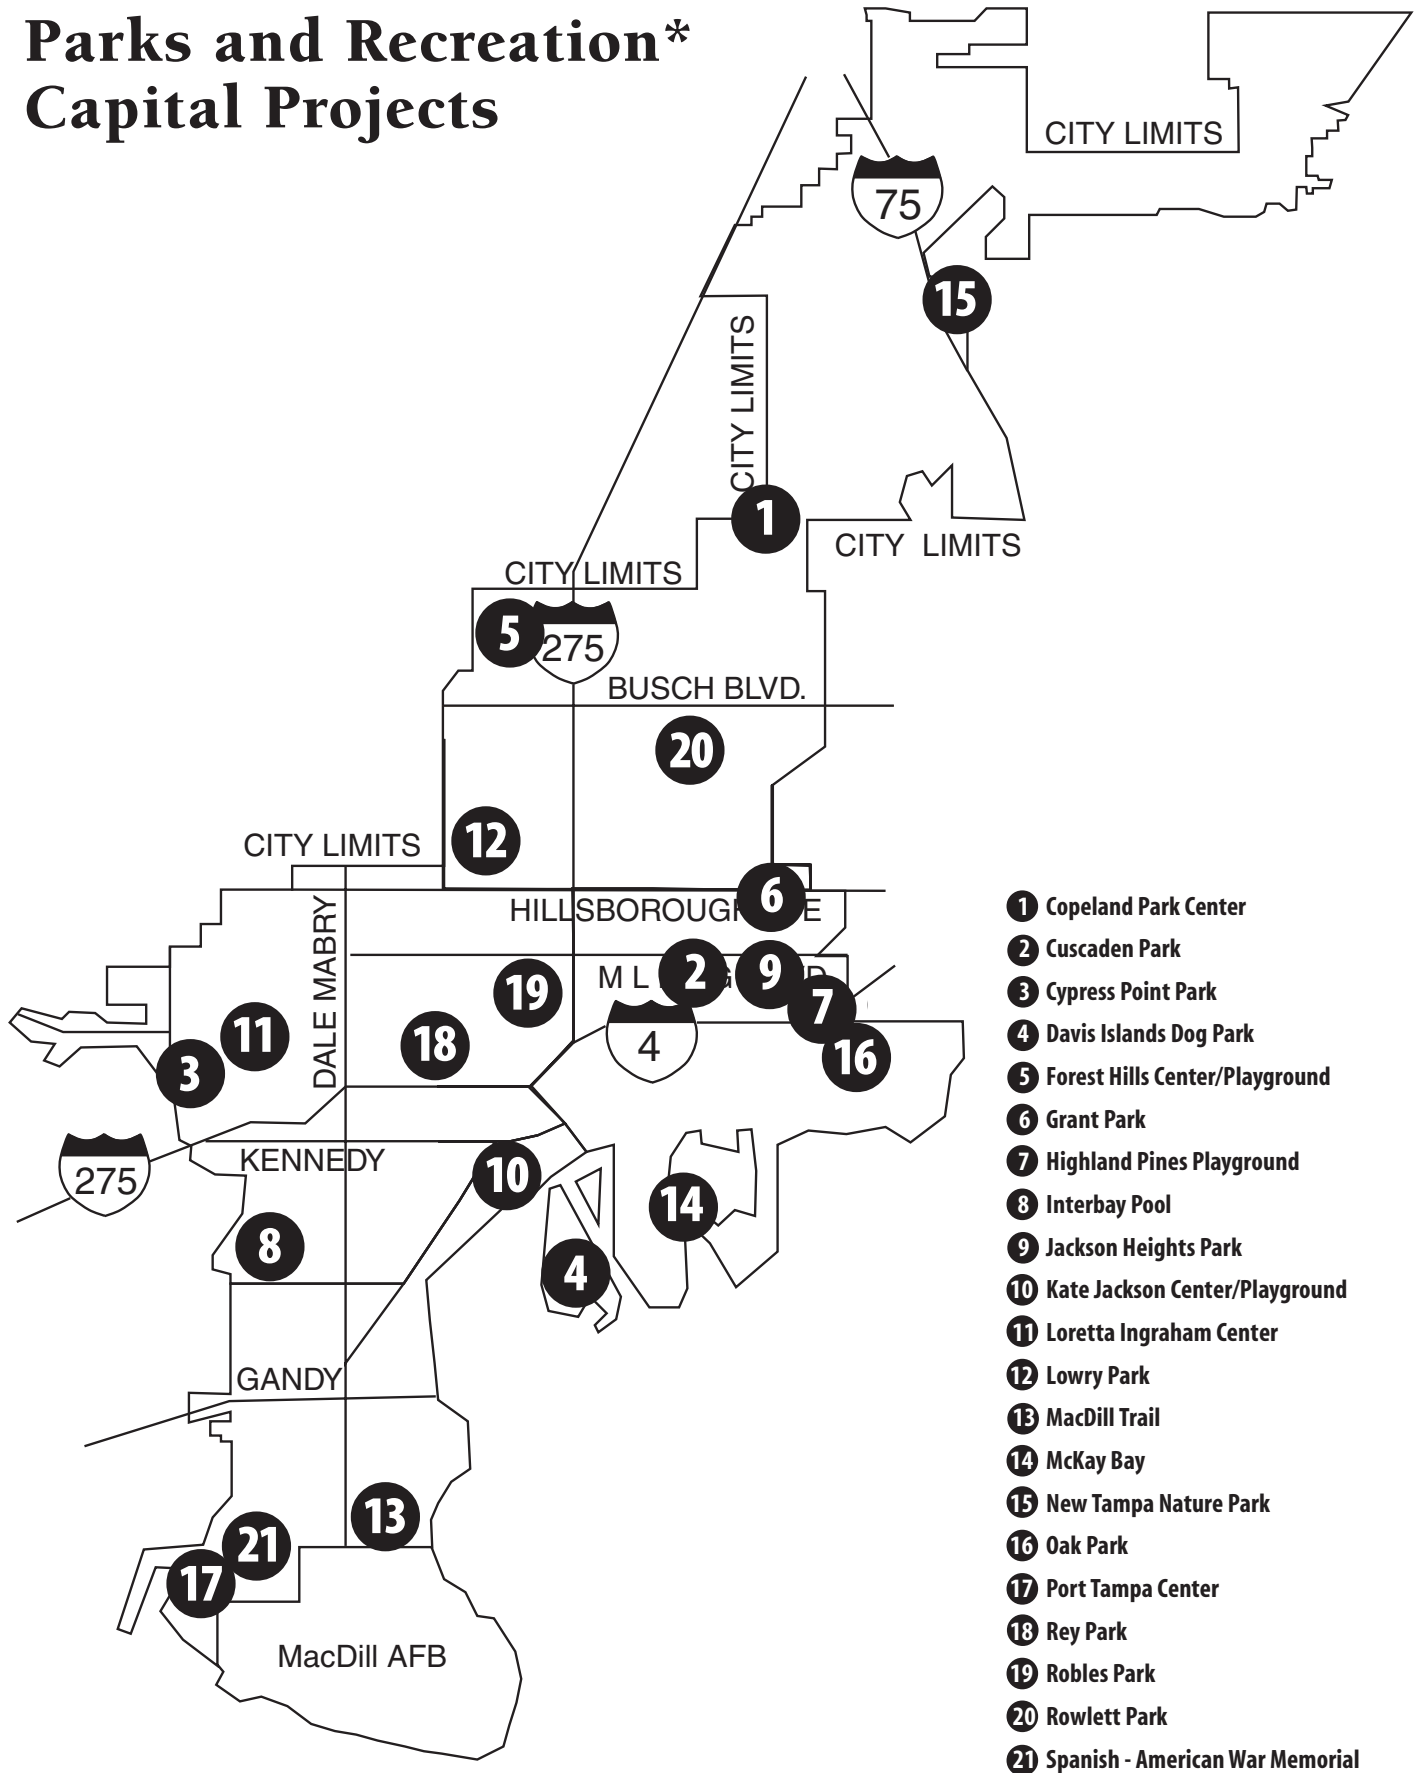 Parks and Recreation*
Capital Projects
CITY LIMITS
75
15
CITY LIMITS
1
CITY LIMITS
CITY LIMITS
5
275
BUSCH BLVD.
20
12
CITY LIMITS
6
HILLSBOROUGH E
DALE MABRY
M L
2
9
7
19
11
18
4
16
3
KENNEDY
275
10
14
8
4
GANDY
13
21
17
MacDill AFB
1 Copeland Park Center
2 Cuscaden Park
3 Cypress Point Park
4 Davis Islands Dog Park
5 Forest Hills Center/Playground
6 Grant Park
7 Highland Pines Playground
8 Interbay Pool
9 Jackson Heights Park
10 Kate Jackson Center/Playground
11 Loretta Ingraham Center
12 Lowry Park
13 MacDill Trail
14 McKay Bay
15 New Tampa Nature Park
16 Oak Park
17 Port Tampa Center
18 Rey Park
19 Robles Park
20 Rowlett Park
21 Spanish - American War Memorial